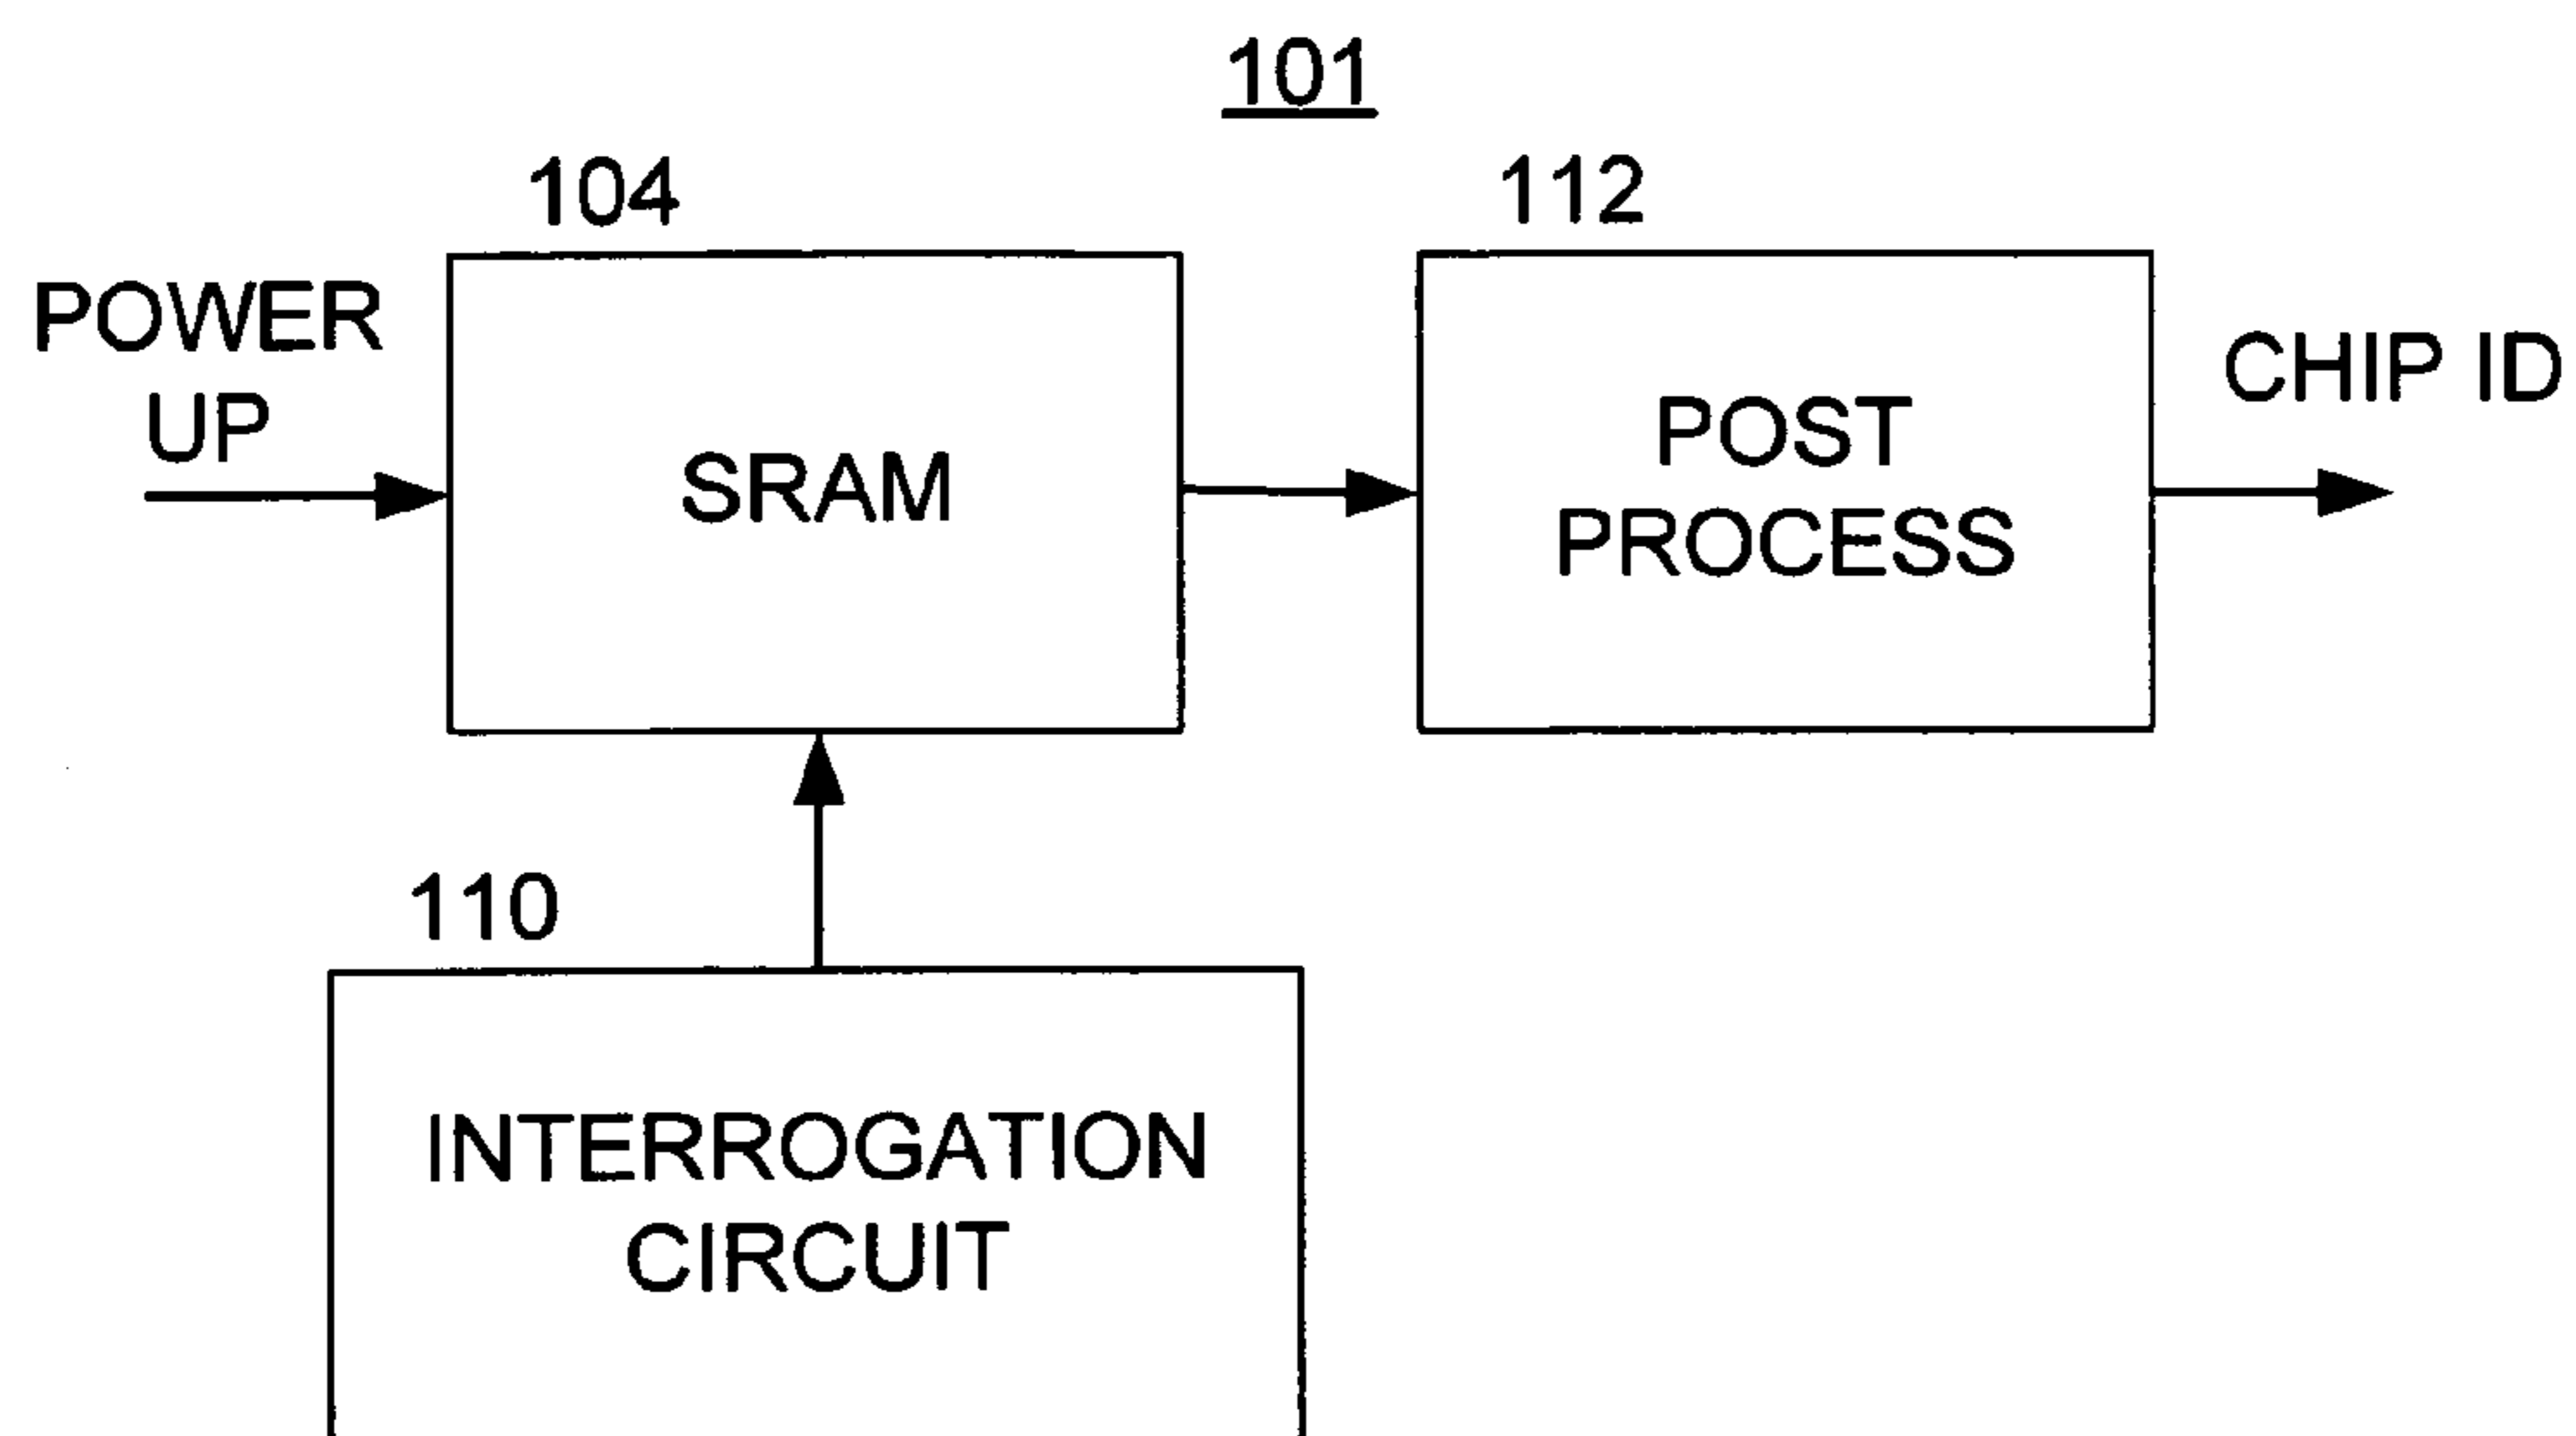 101
104
112
POWER
UP
SRAM
POST
PROCESS
CHIP ID
110
INTERROGATION
CIRCUIT